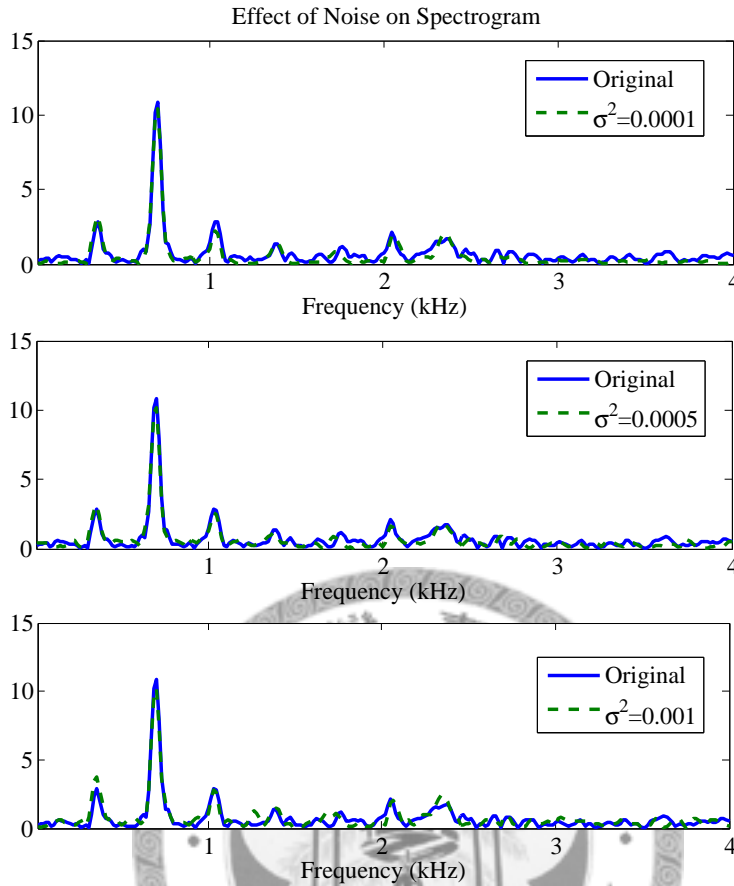 Effect of Noise on Spectrogram
15
10
5
0
Original
σ²=0.0001
1
2
3
4
Frequency (kHz)
15
10
5
0
Original
σ²=0.0005
1
2
3
4
Frequency (kHz)
15
10
5
0
Original
σ²=0.001
1
2
3
4
Frequency (kHz)